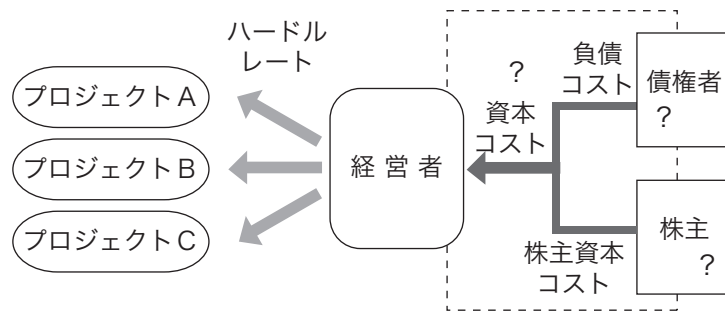 ハードル
レート
プロジェクトA
プロジェクトB
プロジェクトC
経営者
?
資本
コスト
負債
コスト
債権者
?
株主資本
コスト
株主
?